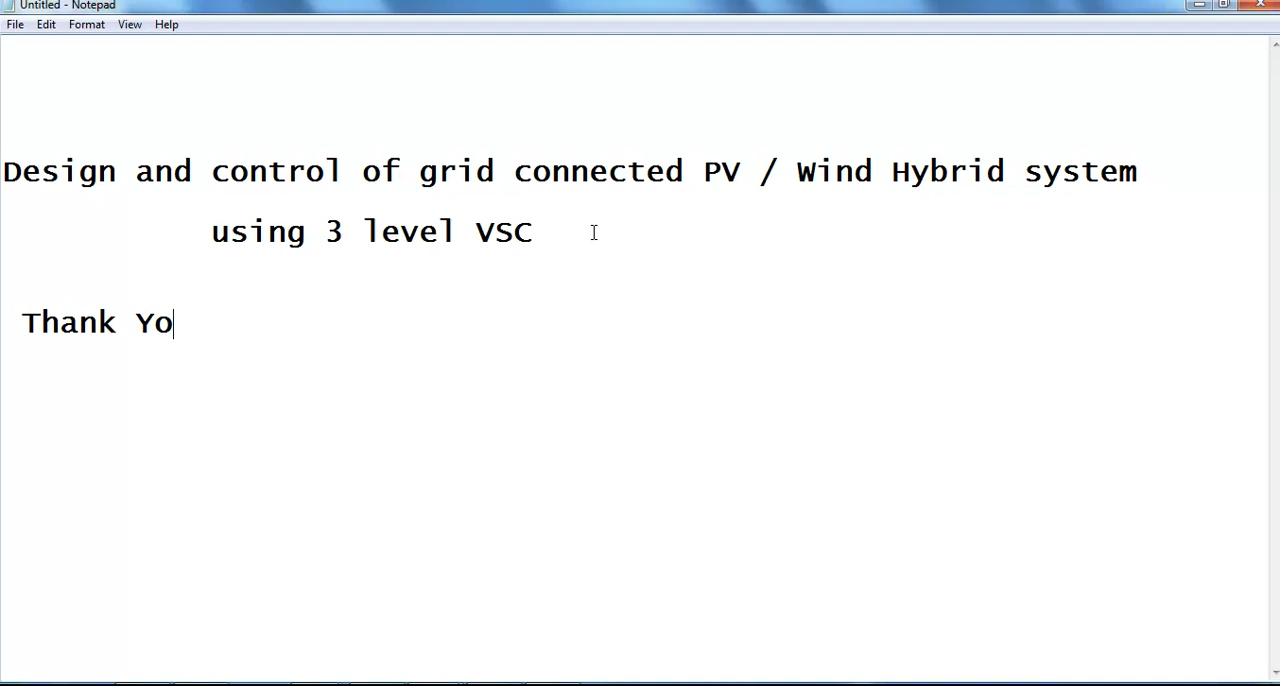 Untitled - Notepad
File Edit Format View Help
Design and control of grid connected PV / Wind Hybrid system
using 3 level VSC
Thank Yo